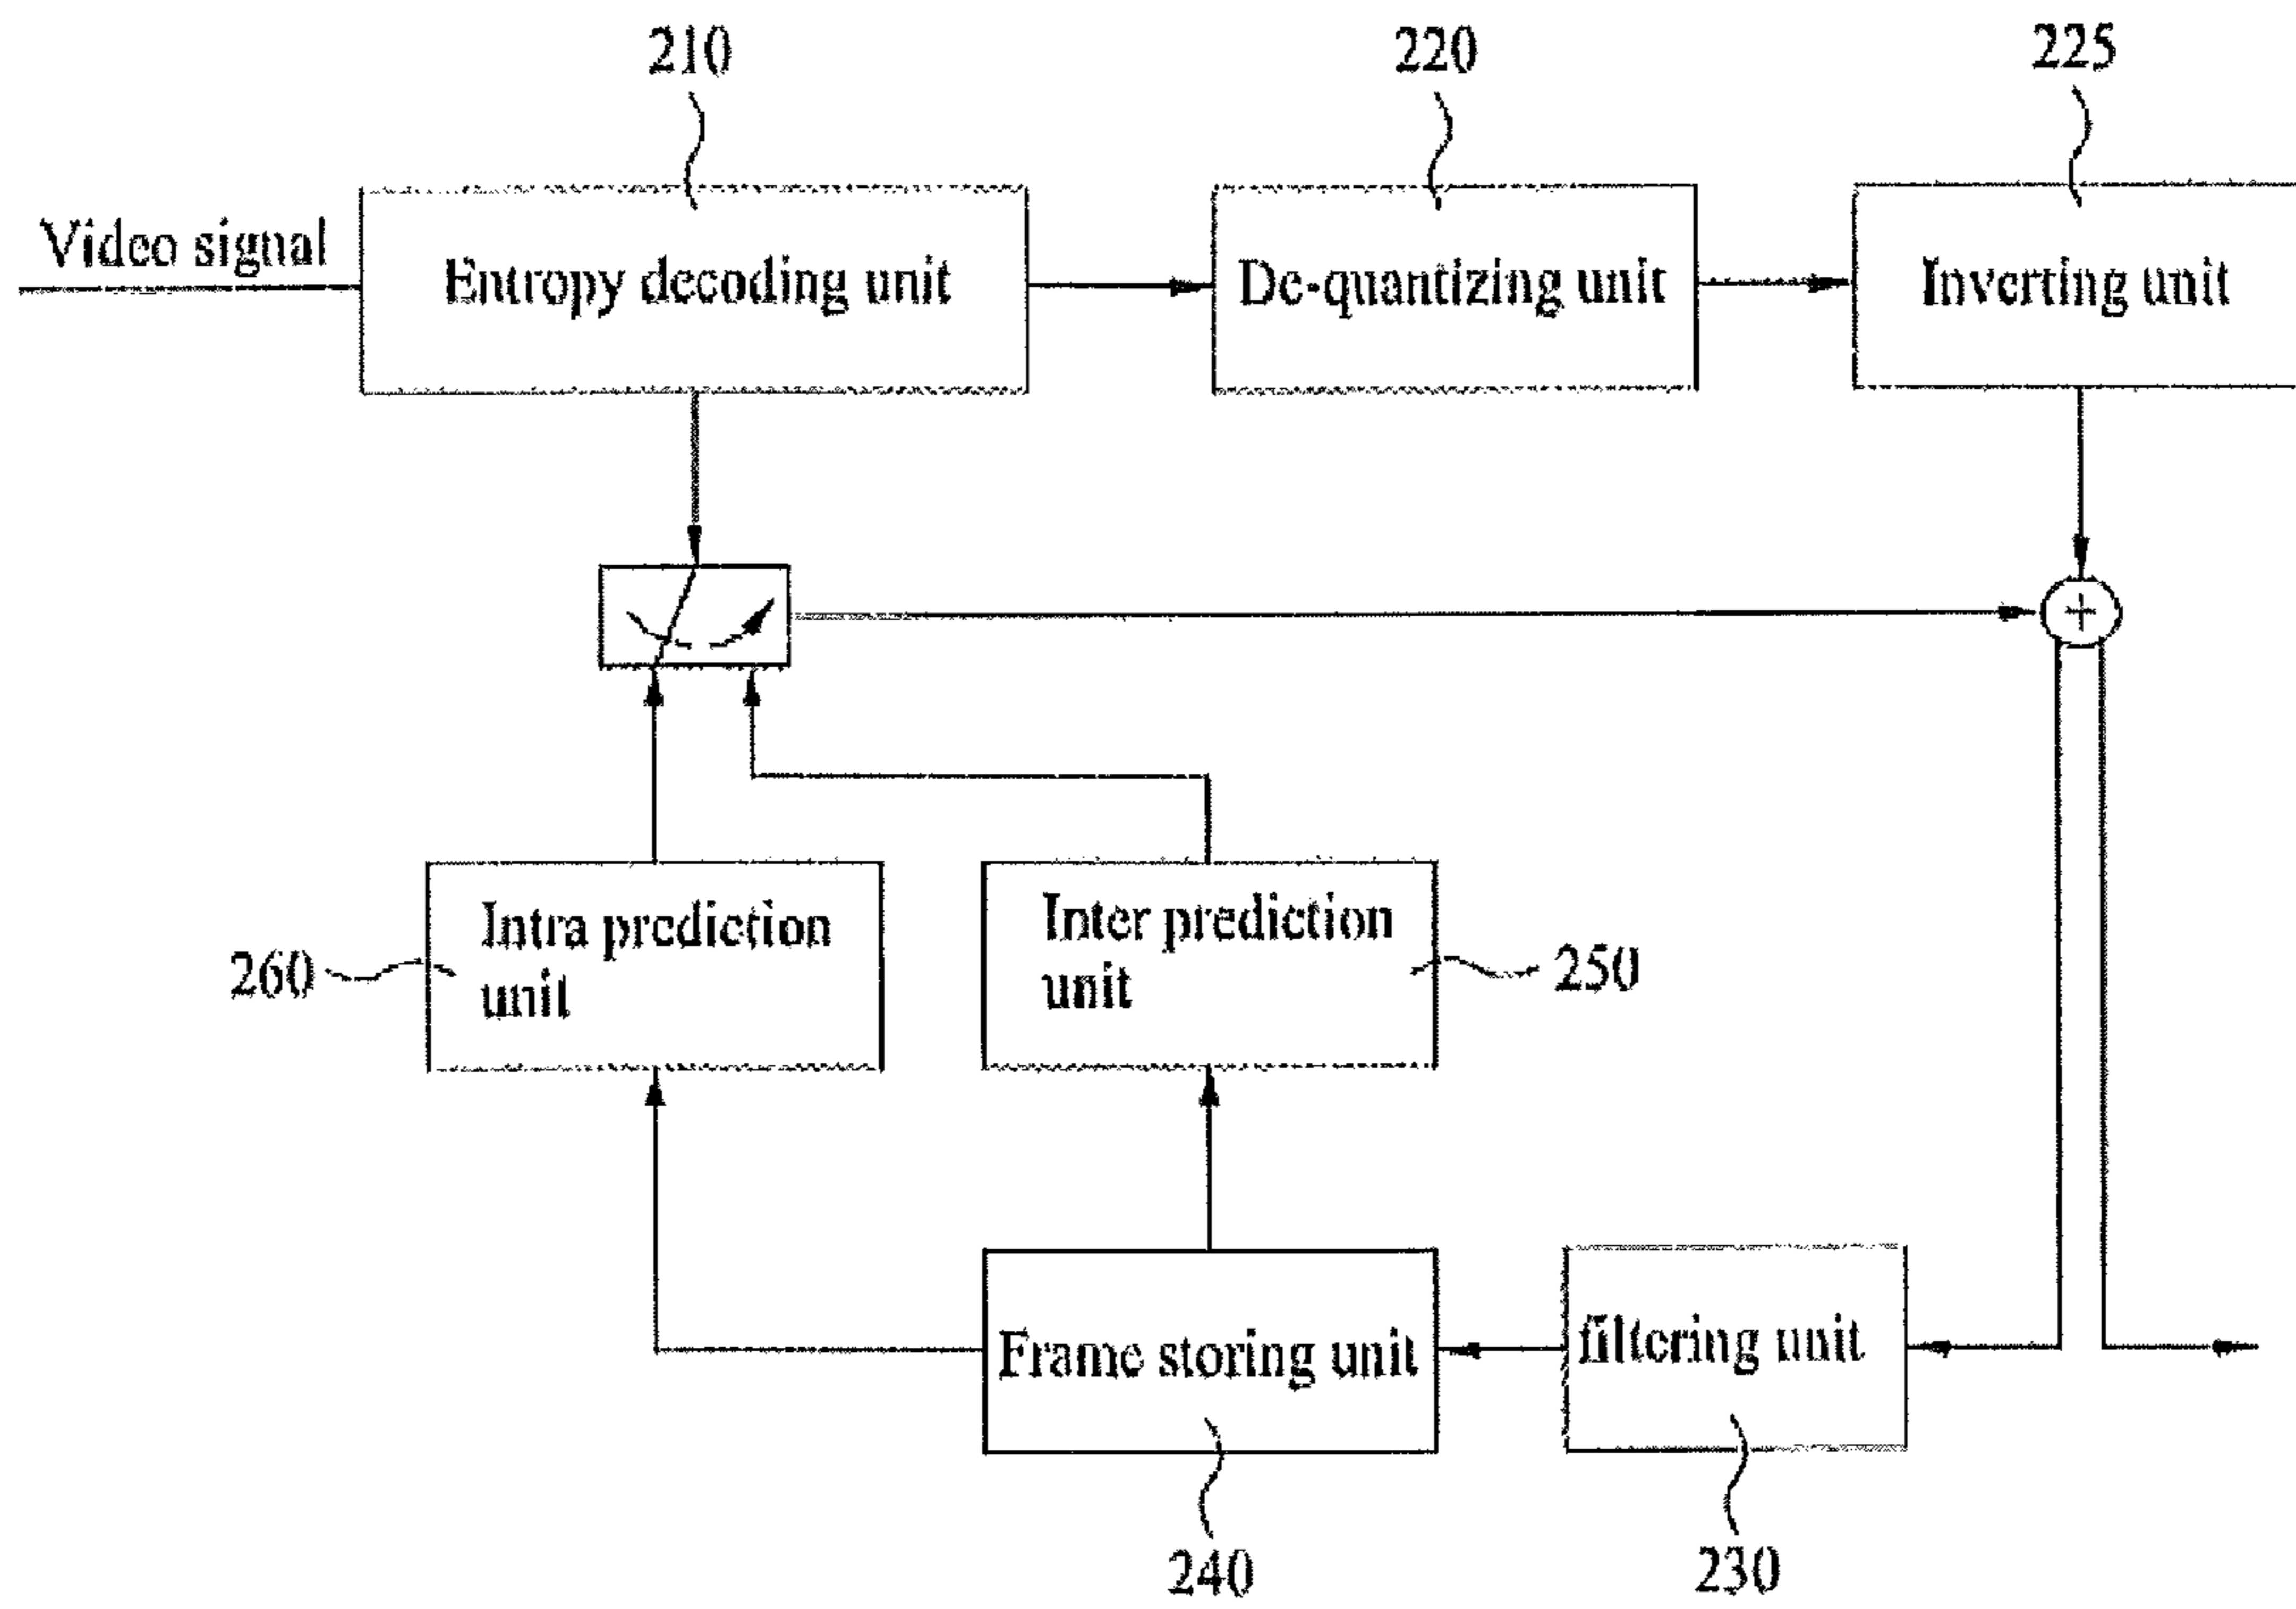 210
220
225
Video signal
Entropy decoding unit
De-quantizing unit
Inverting unit
+
Intra prediction
unit
260
Inter prediction
unit
250
Frame storing unit
filtering unit
240
230